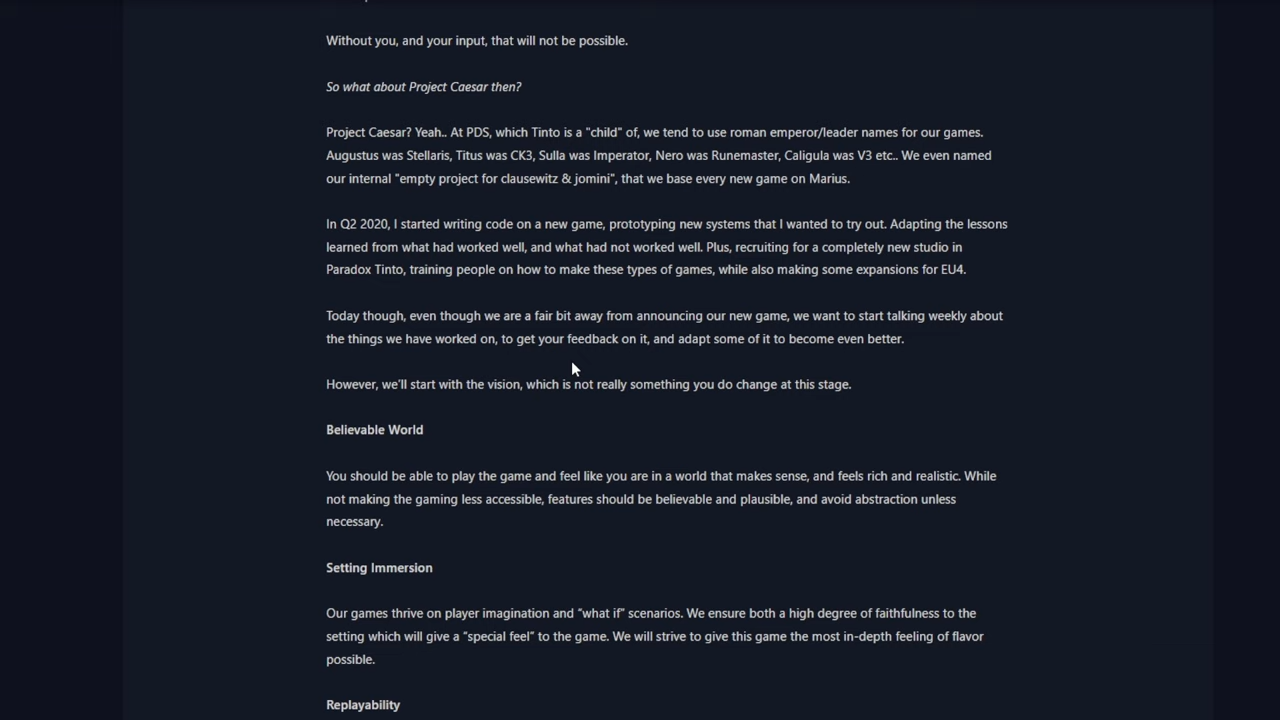 Without you, and your input, that will not be possible.
So what about Project Caesar then?
Project Caesar? Yeah.. At PDS, which Tinto is a "child" of, we tend to use roman emperor/leader names for our games.
Augustus was Stellaris, Titus was CK3, Sulla was Imperator, Nero was Runemaster, Caligula was V3 etc.. We even named
our internal "empty project for clausewitz & jomini", that we base every new game on Marius.
In Q2 2020, I started writing code on a new game, prototyping new systems that I wanted to try out. Adapting the lessons
learned from what had worked well, and what had not worked well. Plus, recruiting for a completely new studio in
Paradox Tinto, training people on how to make these types of games, while also making some expansions for EU4.
Today though, even though we are a fair bit away from announcing our new game, we want to start talking weekly about
the things we have worked on, to get your feedback on it, and adapt some of it to become even better.
However, we’ll start with the vision, which is not really something you do change at this stage.
Believable World
You should be able to play the game and feel like you are in a world that makes sense, and feels rich and realistic. While
not making the gaming less accessible, features should be believable and plausible, and avoid abstraction unless
necessary.
Setting Immersion
Our games thrive on player imagination and “what if” scenarios. We ensure both a high degree of faithfulness to the
setting which will give a “special feel” to the game. We will strive to give this game the most in-depth feeling of flavor
possible.
Replayability